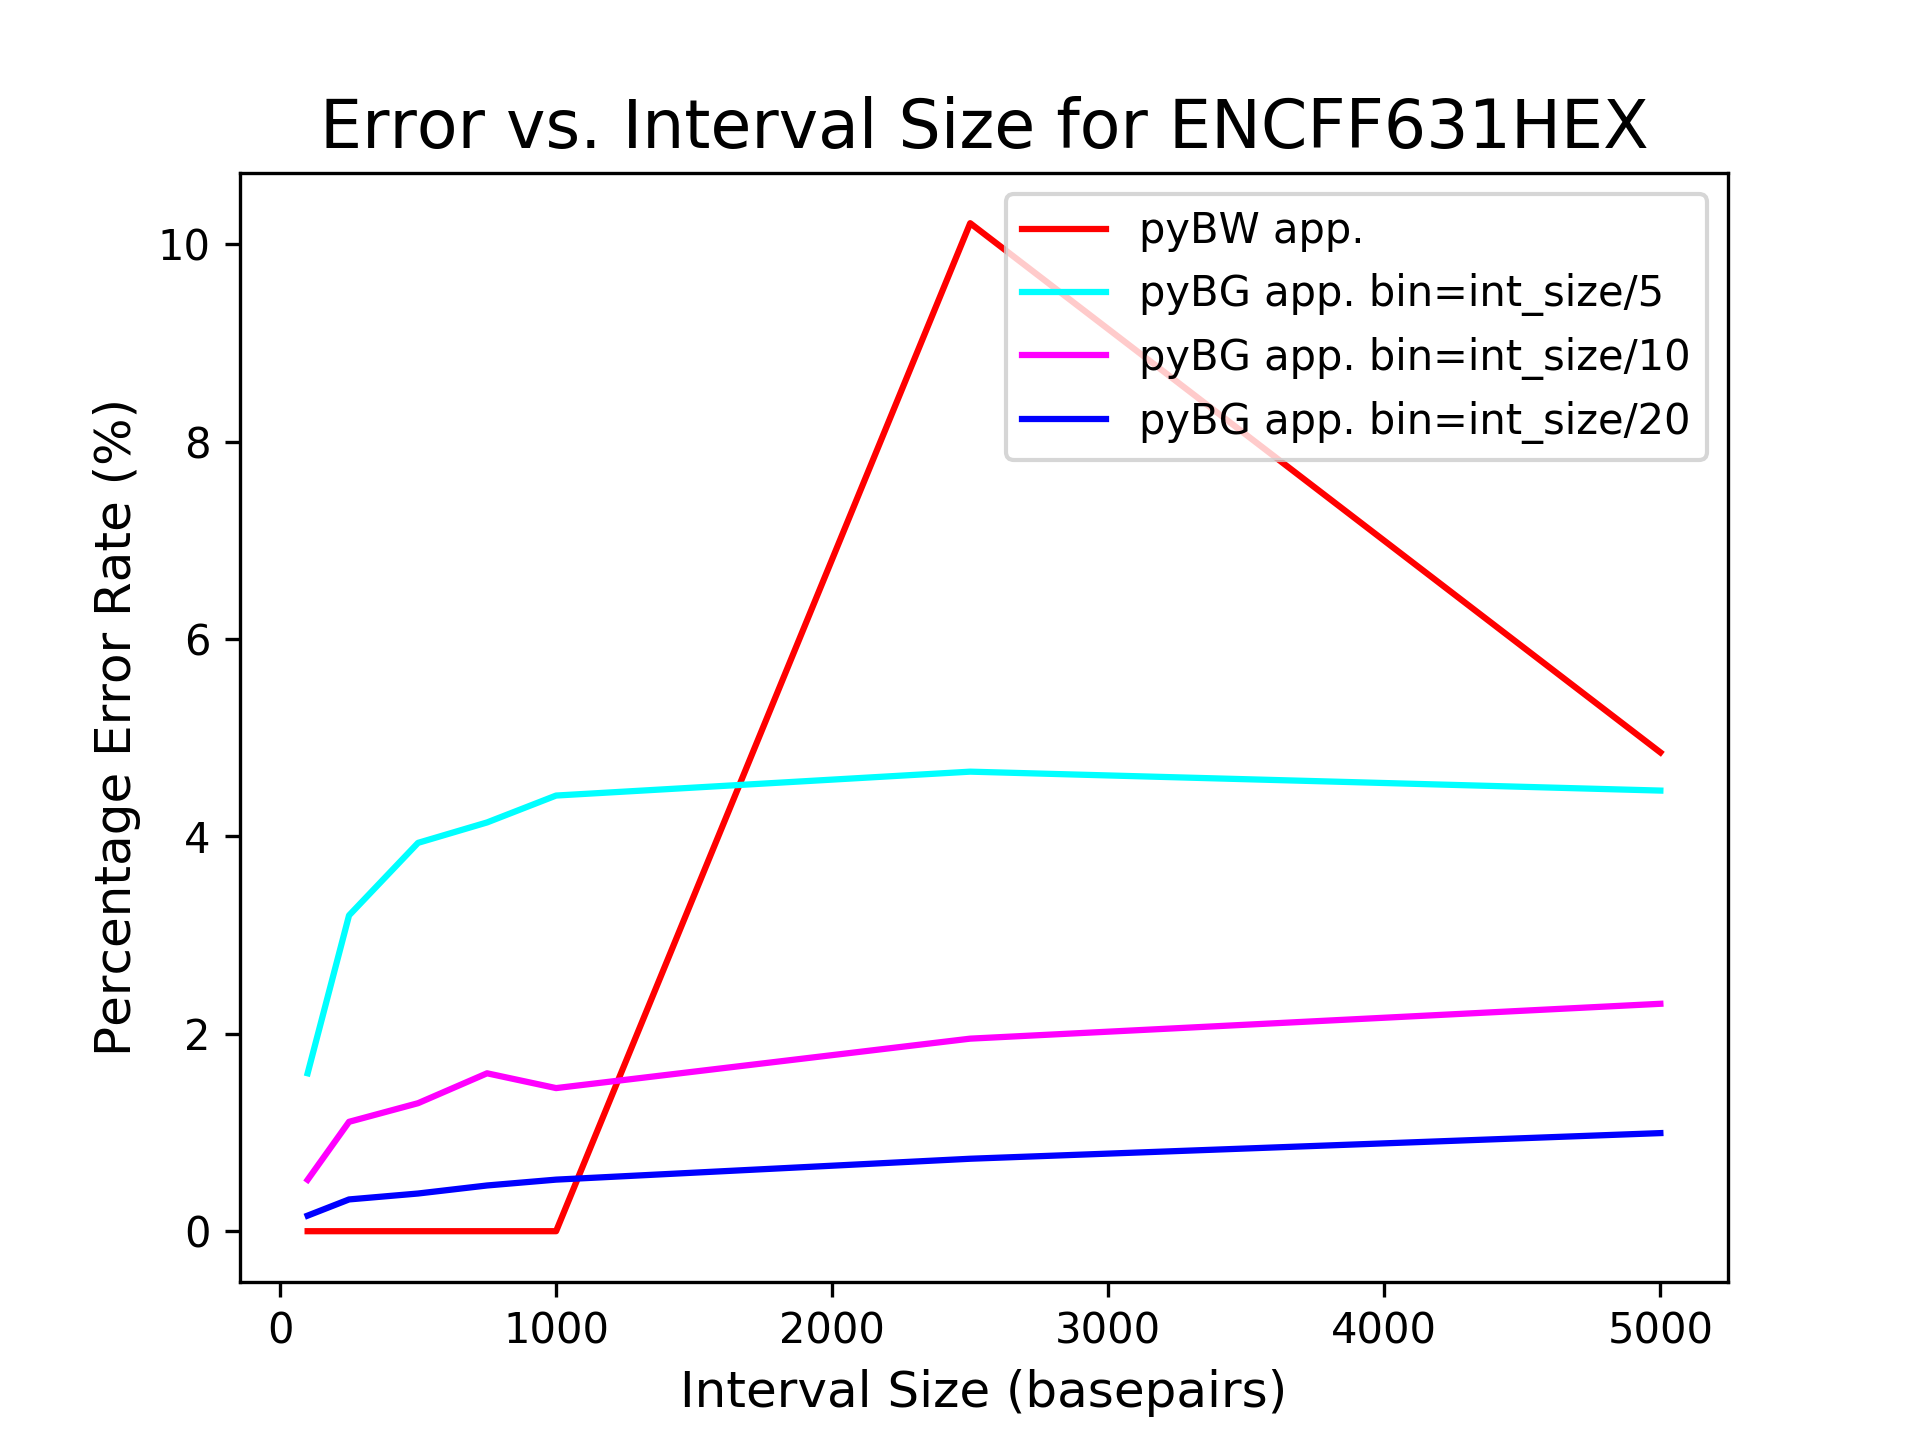 Error vs. Interval Size for ENCFF631HEX
pyBW app.
pyBG app. bin=int_size/5
pyBG app. bin=int_size/10
pyBG app. bin=int_size/20
Percentage Error Rate (%)
10
8
6
4
2
0
0 1000 2000 3000 4000 5000
Interval Size (basepairs)